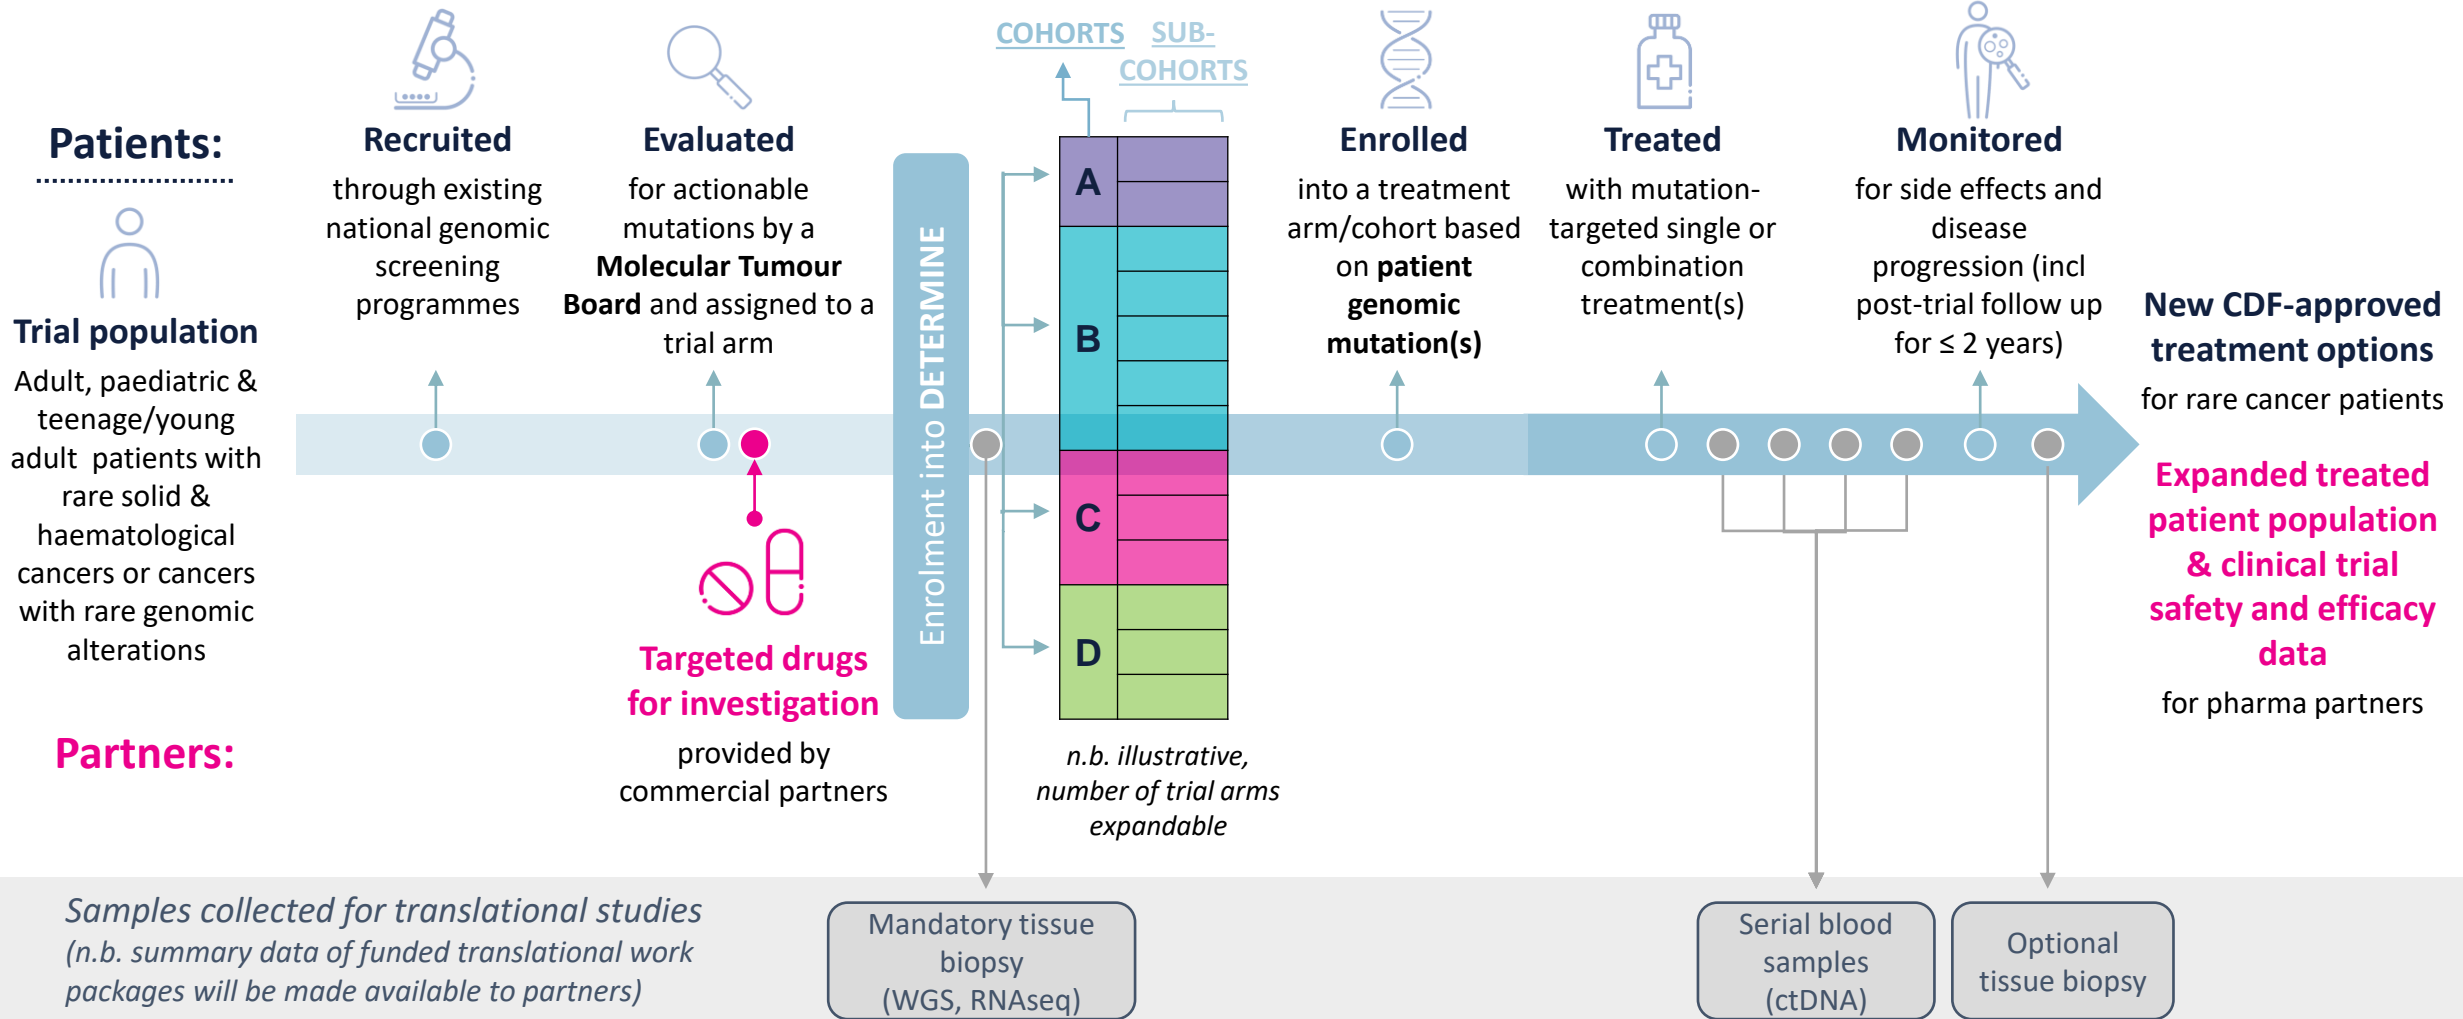 Patients:
Trial population
Adult, paediatric &
teenage/young
adult patients with
rare solid &
haematological
cancers or cancers
with rare genomic
alterations
Partners:
Recruited
through existing
national genomic
screening
programmes
Evaluated
for actionable
mutations by a
Molecular Tumour
Board and assigned to a
trial arm
Targeted drugs
for investigation
provided by
commercial partners
Enrolment into DETERMINE
COHORTS
SUB-
COHORTS
A
B
C
D
n.b. illustrative,
number of trial arms
expandable
Enrolled
into a treatment
arm/cohort based
on patient
genomic
mutation(s)
Treated
with mutation-
targeted single or
combination
treatment(s)
Monitored
for side effects and
disease
progression (incl
post-trial follow up
for ≤ 2 years)
New CDF-approved
treatment options
for rare cancer patients
Expanded treated
patient population
& clinical trial
safety and efficacy
data
for pharma partners
Samples collected for translational studies
(n.b. summary data of funded translational work
packages will be made available to partners)
Mandatory tissue
biopsy
(WGS, RNAseq)
Serial blood
samples
(ctDNA)
Optional
tissue biopsy